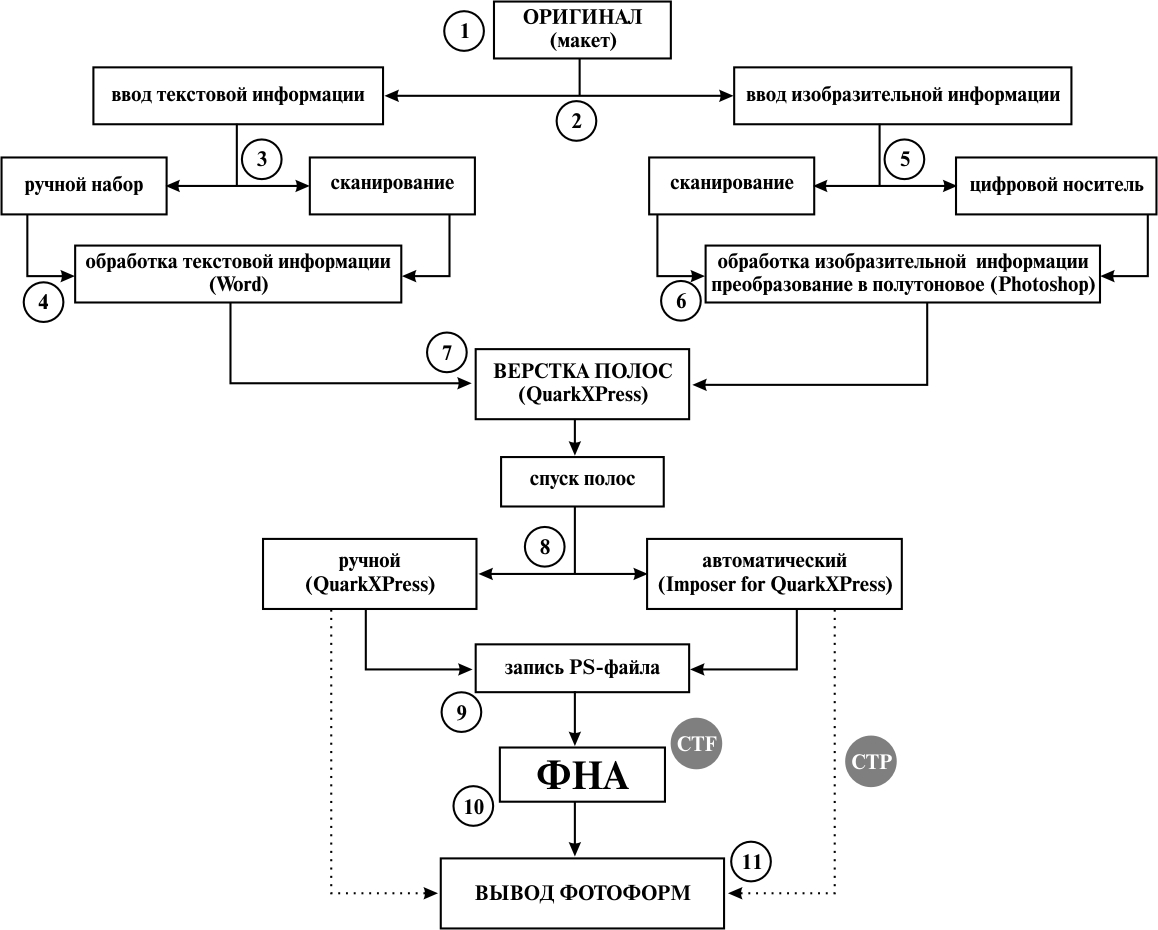 1
ОРИГИНАЛ
(макет)
ввод текстовой информации
2
ввод изобразительной информации
3
ручной набор
сканирование
5
сканирование
цифровой носитель
4
обработка текстовой информации
(Word)
6
обработка изобразительной информации
преобразование в полутоновое (Photoshop)
7
ВЕРСТКА ПОЛОС
(QuarkXPress)
спуск полос
8
ручной
(QuarkXPress)
автоматический
(Imposer for QuarkXPress)
запись PS-файла
9
CTF
CTP
ФНА
10
11
ВЫВОД ФОТОФОРМ